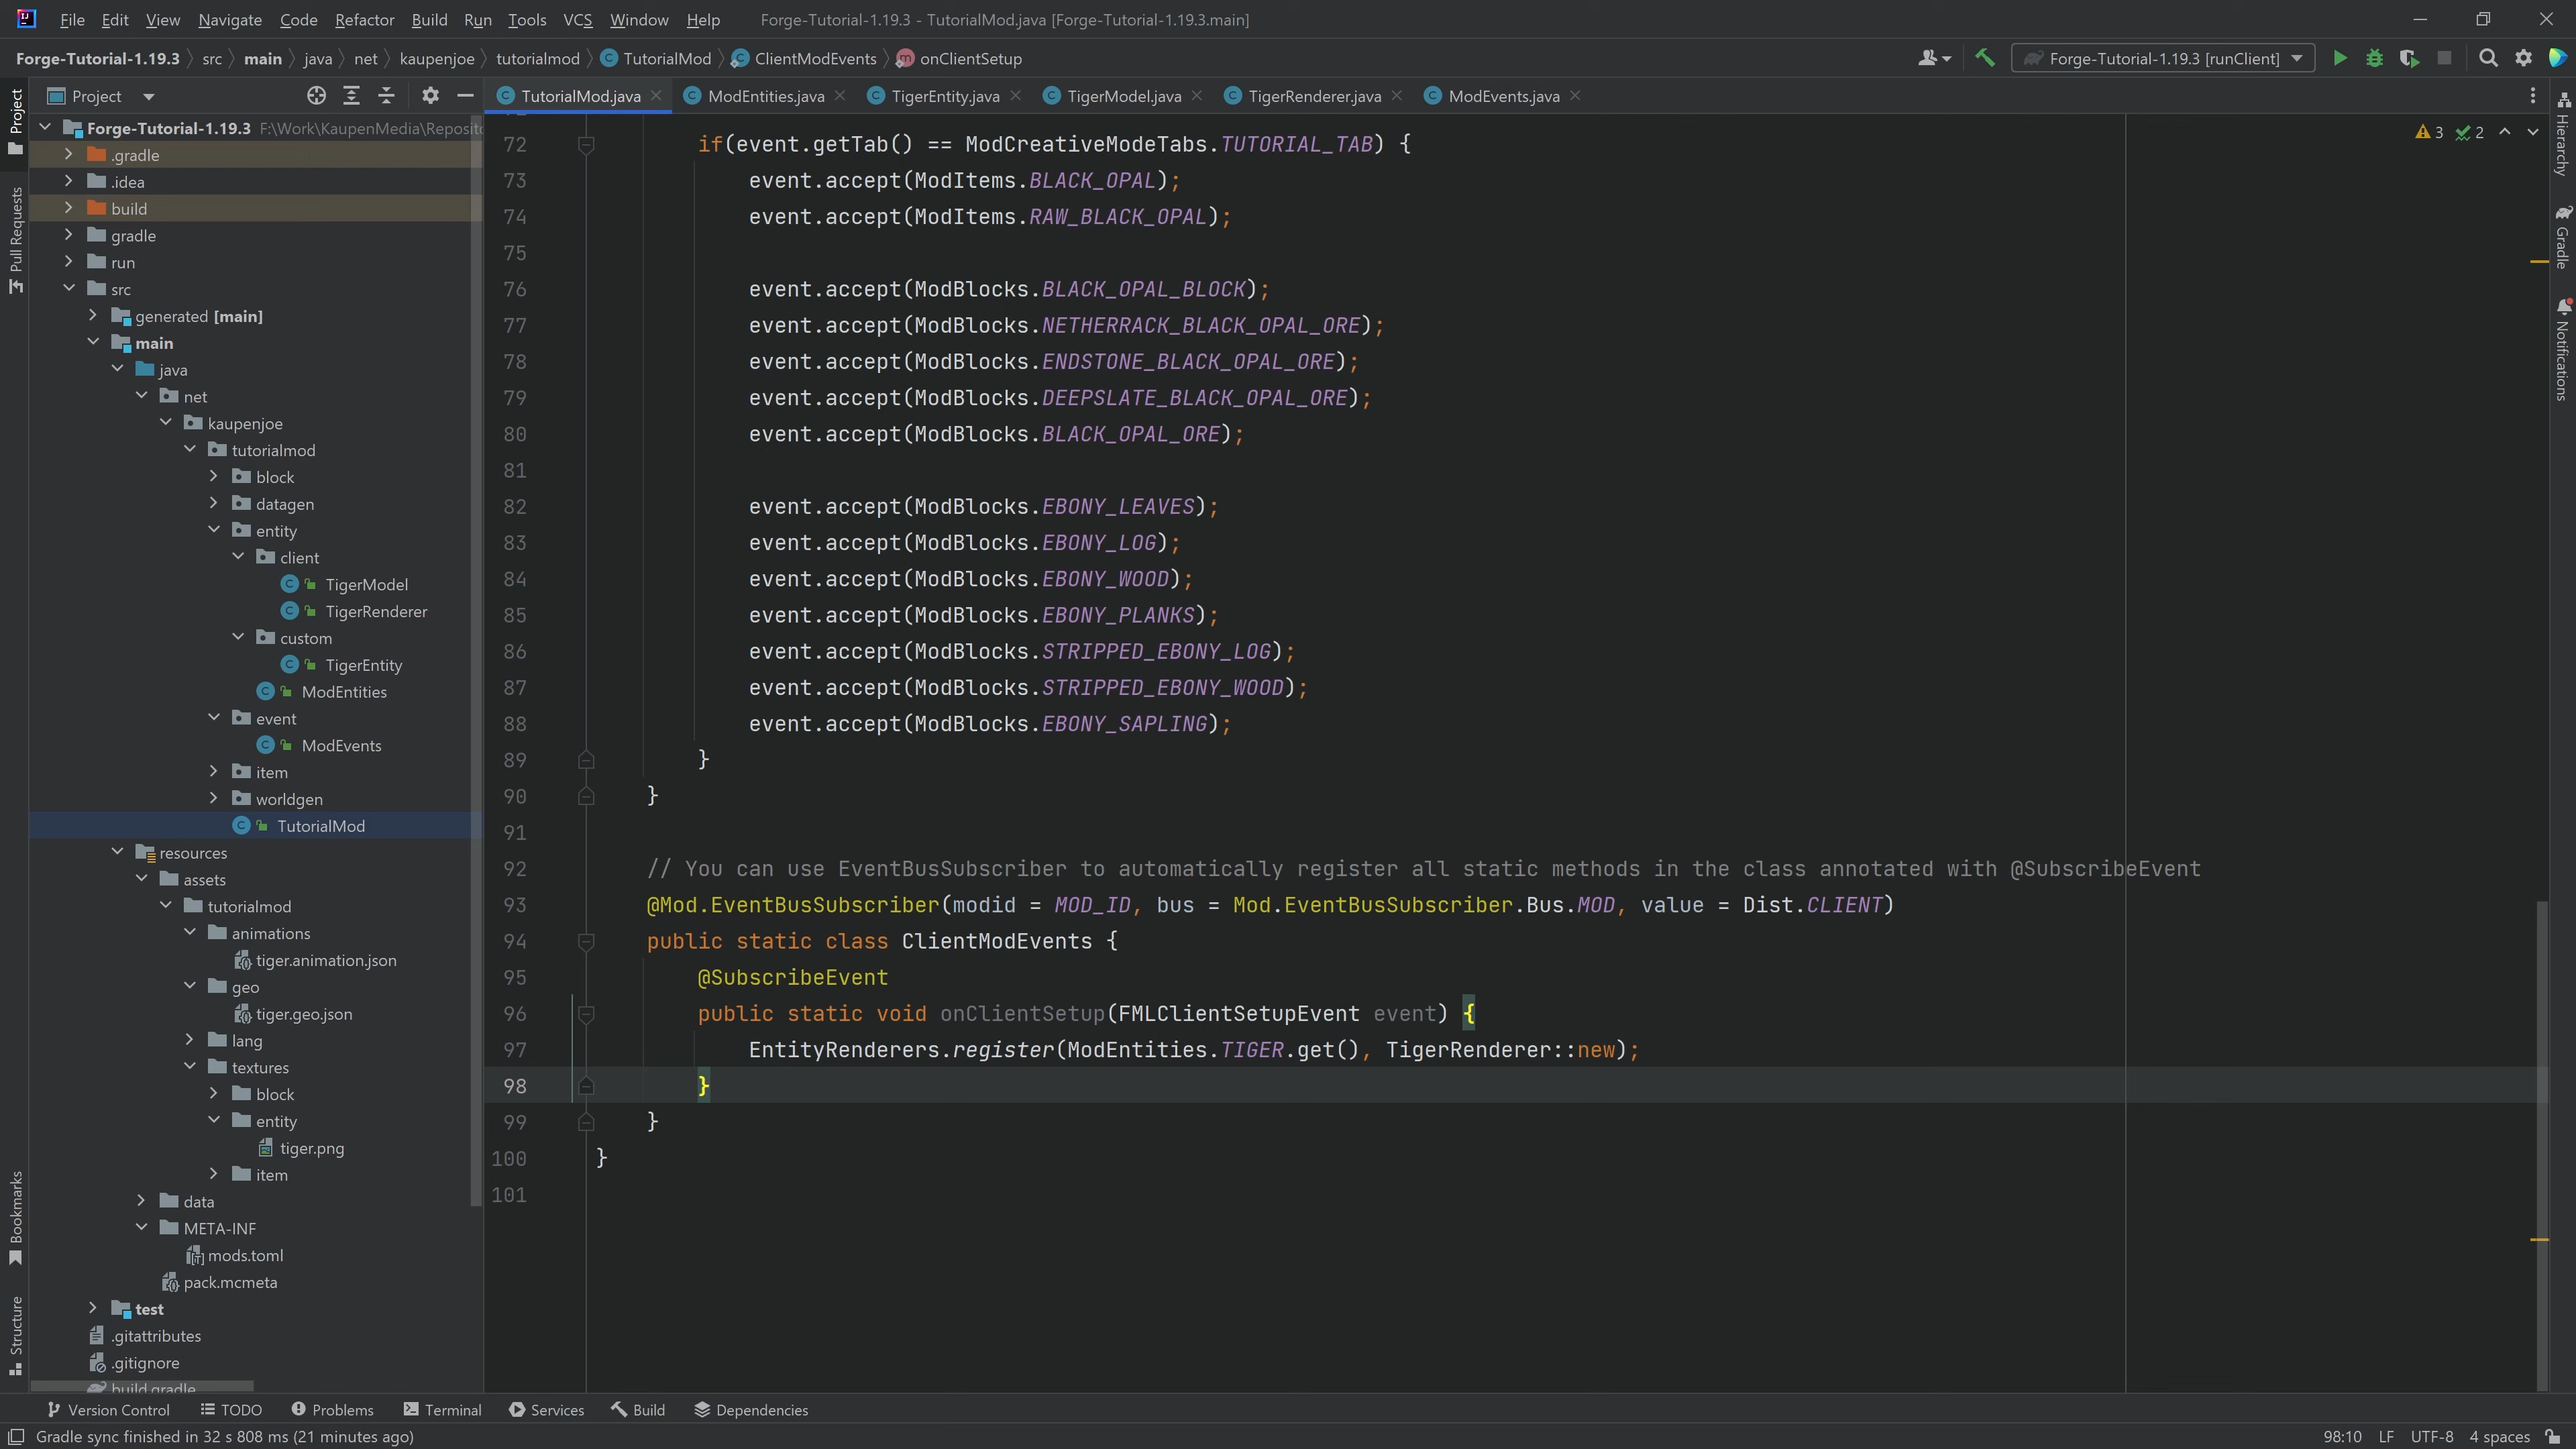 File Edit View Navigate Code Refactor Build Run Tools VCS Window Help Forge-Tutorial-1.19.3 - TutorialMod.java [Forge-Tutorial-1.19.3.main]
Forge-Tutorial-1.19.3 src main java net kaupenjoe tutorialmod TutorialMod ClientModEvents onClientSetup Forge-Tutorial-1.19.3 [runClient]
Project
TutorialMod.java ModEntities.java TigerEntity.java TigerModel.java TigerRenderer.java ModEvents.java
Project
Pull Requests
Bookmarks
Structure
Forge-Tutorial-1.19.3 F:\Work\KaupenMedia\Reposit
.gradle
.idea
build
gradle
run
src
generated [main]
main
java
net
kaupenjoe
tutorialmod
block
datagen
entity
client
TigerModel
TigerRenderer
custom
TigerEntity
ModEntities
event
ModEvents
item
worldgen
TutorialMod
resources
assets
tutorialmod
animations
tiger.animation.json
geo
tiger.geo.json
lang
textures
block
entity
tiger.png
item
data
META-INF
mods.toml
pack.mcmeta
test
.gitattributes
.gitignore
build.gradle
72 if(event.getTab() == ModCreativeModeTabs.TUTORIAL_TAB) {
73 event.accept(ModItems.BLACK_OPAL);
74 event.accept(ModItems.RAW_BLACK_OPAL);
75
76 event.accept(ModBlocks.BLACK_OPAL_BLOCK);
77 event.accept(ModBlocks.NETHERRACK_BLACK_OPAL_ORE);
78 event.accept(ModBlocks.ENDSTONE_BLACK_OPAL_ORE);
79 event.accept(ModBlocks.DEEPSLATE_BLACK_OPAL_ORE);
80 event.accept(ModBlocks.BLACK_OPAL_ORE);
81
82 event.accept(ModBlocks.EBONY_LEAVES);
83 event.accept(ModBlocks.EBONY_LOG);
84 event.accept(ModBlocks.EBONY_WOOD);
85 event.accept(ModBlocks.EBONY_PLANKS);
86 event.accept(ModBlocks.STRIPPED_EBONY_LOG);
87 event.accept(ModBlocks.STRIPPED_EBONY_WOOD);
88 event.accept(ModBlocks.EBONY_SAPLING);
89 }
90 }
91
92 // You can use EventBusSubscriber to automatically register all static methods in the class annotated with @SubscribeEvent
93 @Mod.EventBusSubscriber(modid = MOD_ID, bus = Mod.EventBusSubscriber.Bus.MOD, value = Dist.CLIENT)
94 public static class ClientModEvents {
95 @SubscribeEvent
96 public static void onClientSetup(FMLClientSetupEvent event) {
97 EntityRenderers.register(ModEntities.TIGER.get(), TigerRenderer::new);
98 }
99 }
100 }
101
3 2
Hierarchy
Gradle
Notifications
Version Control TODO Problems Terminal Services Build Dependencies
Gradle sync finished in 32 s 808 ms (21 minutes ago) 98:10 LF UTF-8 4 spaces